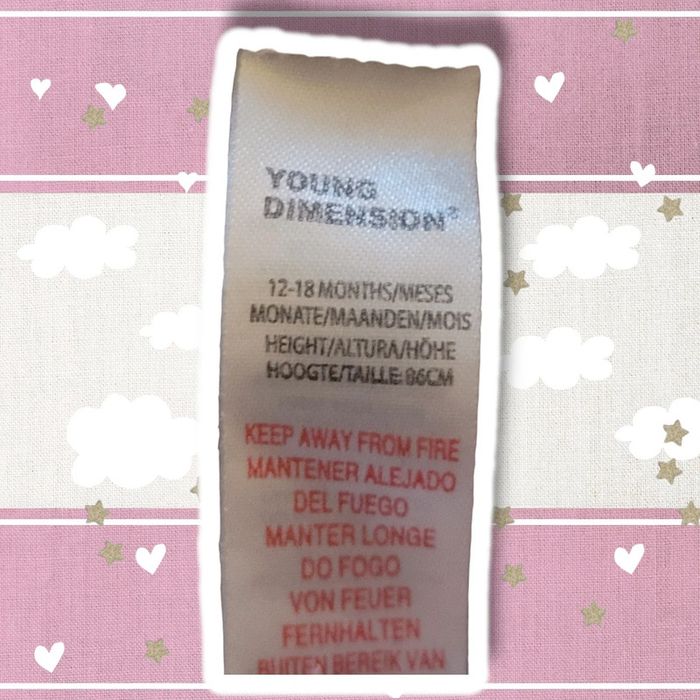 YOUNG
DIMENSION®
12-18 MONTHS/MESES
MONATE/MAANDEN/MOIS
HEIGHT/ALTURA/HÖHE
HOOGTE/TAILLE: 86CM
KEEP AWAY FROM FIRE
MANTENER ALEJADO
DEL FUEGO
MANTER LONGE
DO FOGO
VON FEUER
FERNHALTEN
BUITEN BEREIK VAN